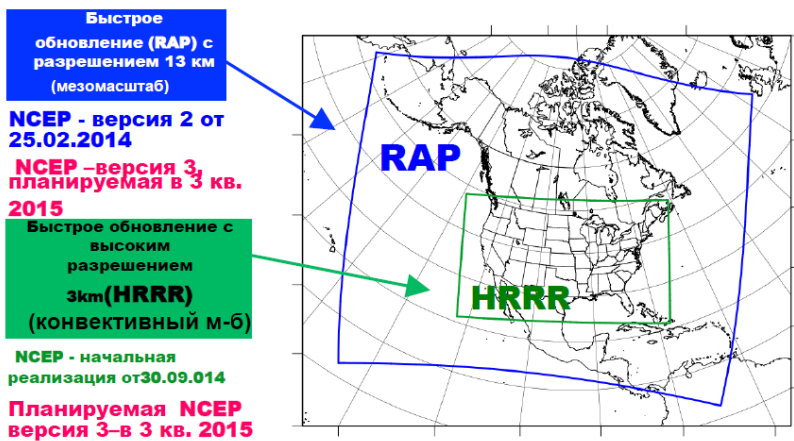 Быстрое
обновление (RAP) с
разрешением 13 км
(мезомасштаб)
NCEP - версия 2 от
25.02.2014
NCEP –версия 3,
планируемая в 3 кв.
2015
Быстрое обновление с
высоким
разрешением
3km(HRRR)
(конвективный м-б)
NCEP - начальная
реализация от30.09.014
Планируемая NCEP
версия 3–в 3 кв. 2015
RAP
HRRR